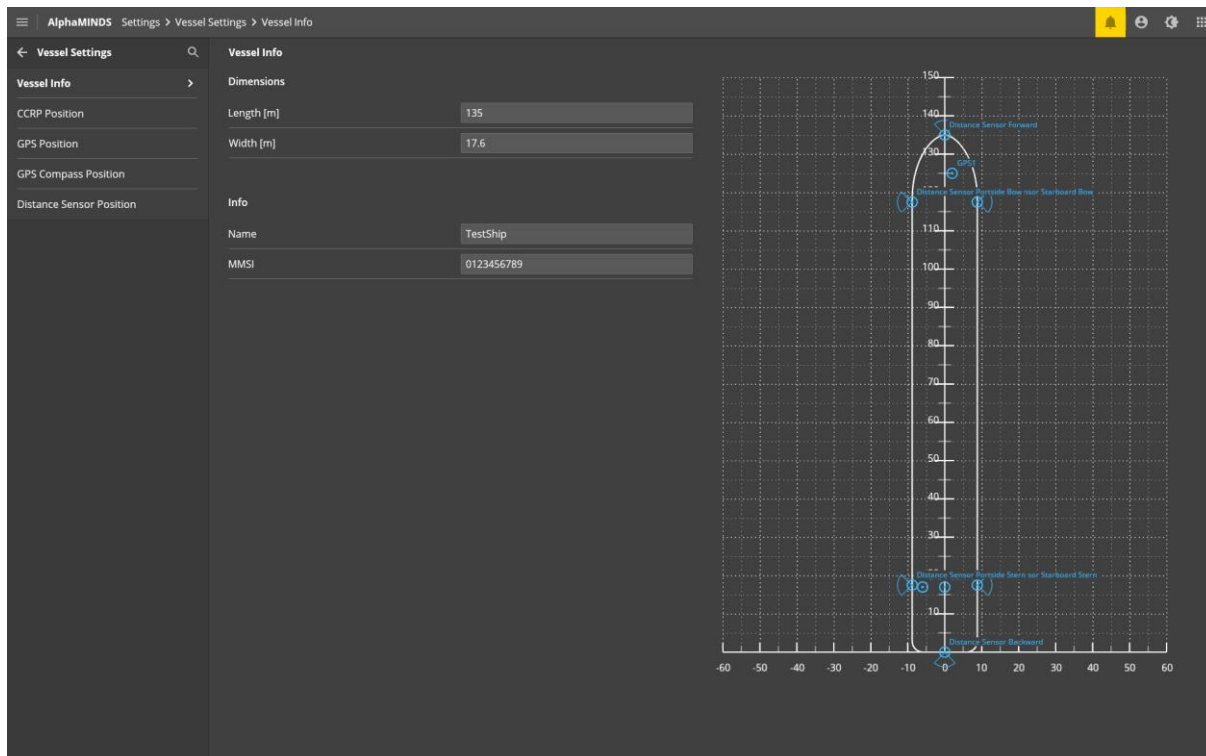 AlphaMINDS Settings > Vessel Settings > Vessel Info
Vessel Settings
Vessel Info
CCRP Position
GPS Position
GPS Compass Position
Distance Sensor Position
Vessel Info
Dimensions
Length [m] 135
Width [m] 17.6
Info
Name TestShip
MMSI 0123456789
150
140
Distance Sensor Forward
130
GPS1
Distance Sensor Portside Bow nsor Starboard Bow
110
100
90
80
70
60
50
40
30
Distance Sensor Portside Stern sor Starboard Stern
10
Distance Sensor Backward
-60 -50 -40 -30 -20 -10 0 10 20 30 40 50 60